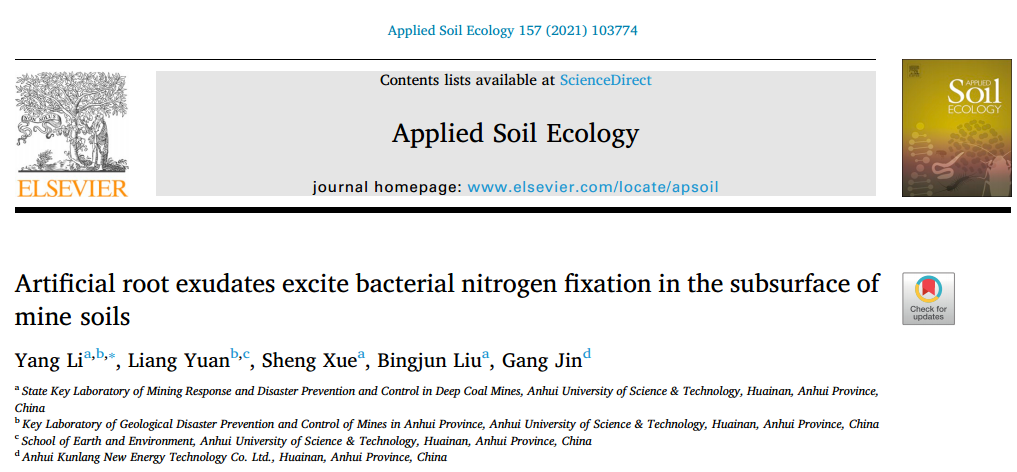 Applied Soil Ecology 157 (2021) 103774
Contents lists available at ScienceDirect
Applied Soil Ecology
journal homepage: www.elsevier.com/locate/apsoil
ELSEVIER
APPLIED
Soil
ECOLOGY
Artificial root exudates excite bacterial nitrogen fixation in the subsurface of
mine soils
Check for
updates
Yang Liᵃ,ᵇ,*, Liang Yuanᵇ,ᶜ, Sheng Xueᵃ, Bingjun Liuᵃ, Gang Jinᵈ
ᵃ State Key Laboratory of Mining Response and Disaster Prevention and Control in Deep Coal Mines, Anhui University of Science & Technology, Huainan, Anhui Province,
China
ᵇ Key Laboratory of Geological Disaster Prevention and Control of Mines in Anhui Province, Anhui University of Science & Technology, Huainan, Anhui Province, China
ᶜ School of Earth and Environment, Anhui University of Science & Technology, Huainan, Anhui Province, China
ᵈ Anhui Kunlang New Energy Technology Co. Ltd., Huainan, Anhui Province, China